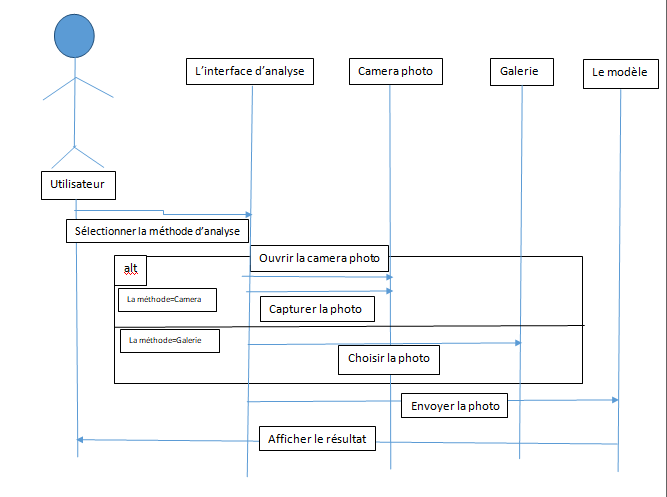 L'interface d'analyse
Camera photo
Galerie
Le modèle
Utilisateur
Sélectionner la méthode d'analyse
Ouvrir la camera photo
alt
La méthode=Camera
Capturer la photo
La méthode=Galerie
Choisir la photo
Envoyer la photo
Afficher le résultat